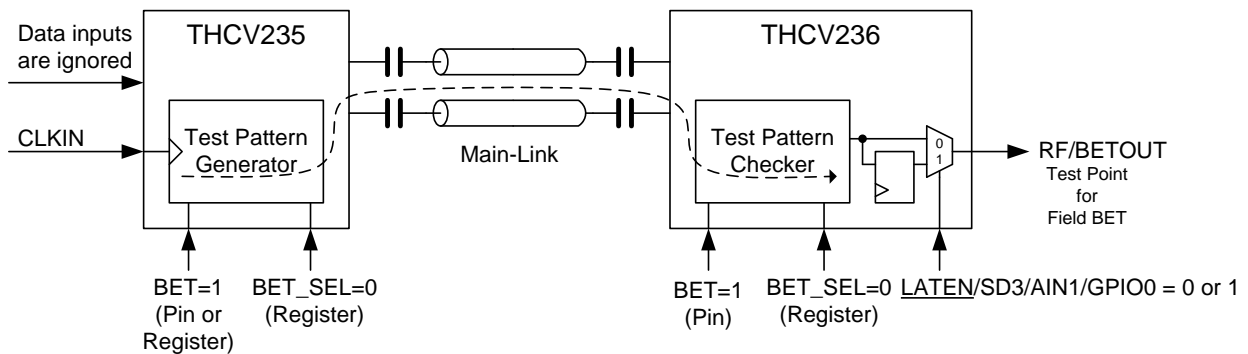 Data inputs
are ignored
THCV235
THCV236
CLKIN
Test Pattern
Generator
Main-Link
Test Pattern
Checker
0
1
RF/BETOUT
Test Point
for
Field BET
BET=1
(Pin or
Register)
BET_SEL=0
(Register)
BET=1
(Pin)
BET_SEL=0
(Register)
LATEN/SD3/AIN1/GPIO0 = 0 or 1